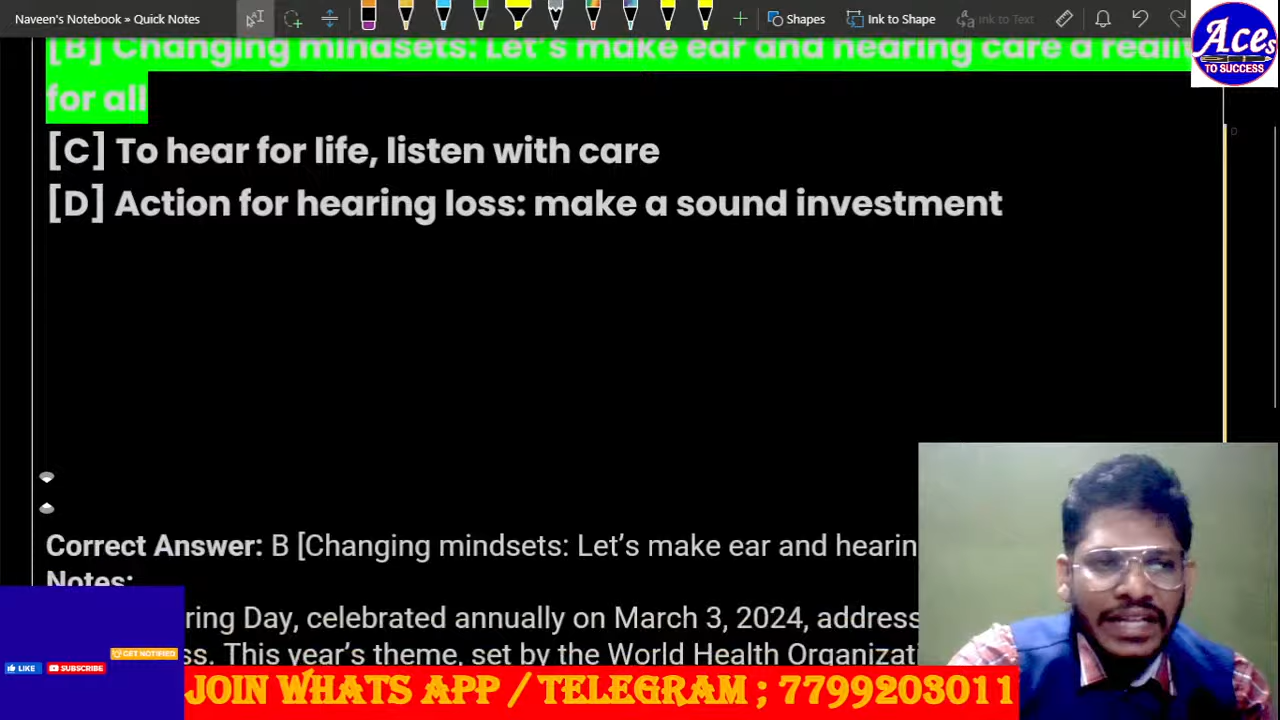 Naveen's Notebook » Quick Notes
Shapes
Ink to Shape
Ink to Text
Aces
TO SUCCESS
[B] Changing mindsets: Let's make ear and hearing care a realit
for all
[C] To hear for life, listen with care
[D] Action for hearing loss: make a sound investment
Correct Answer: B [Changing mindsets: Let's make ear and hearin
Notes:
ring Day, celebrated annually on March 3, 2024, address
ss. This year's theme, set by the World Health Organizati
GET NOTIFIED
LIKE
SUBSCRIBE
JOIN WHATS APP / TELEGRAM ; 7799203011